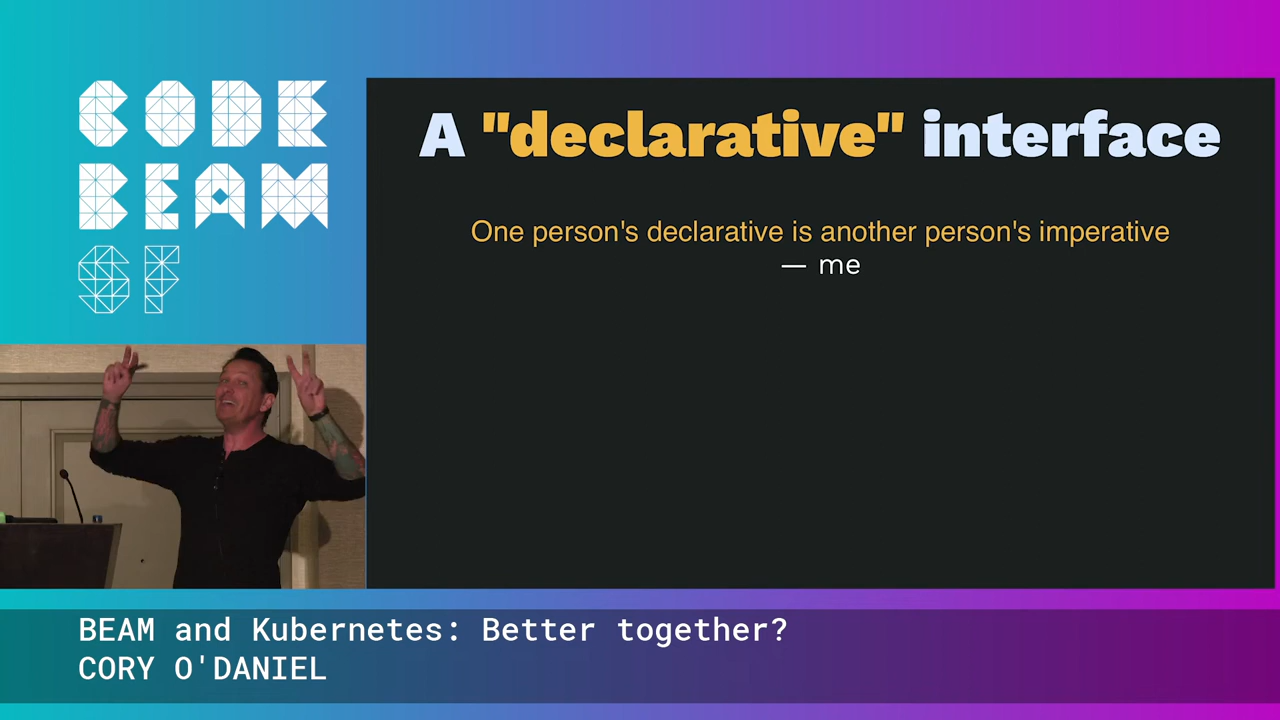 CODE
BEAM
SF
A "declarative" interface
One person's declarative is another person's imperative
— me
BEAM and Kubernetes: Better together?
CORY O'DANIEL